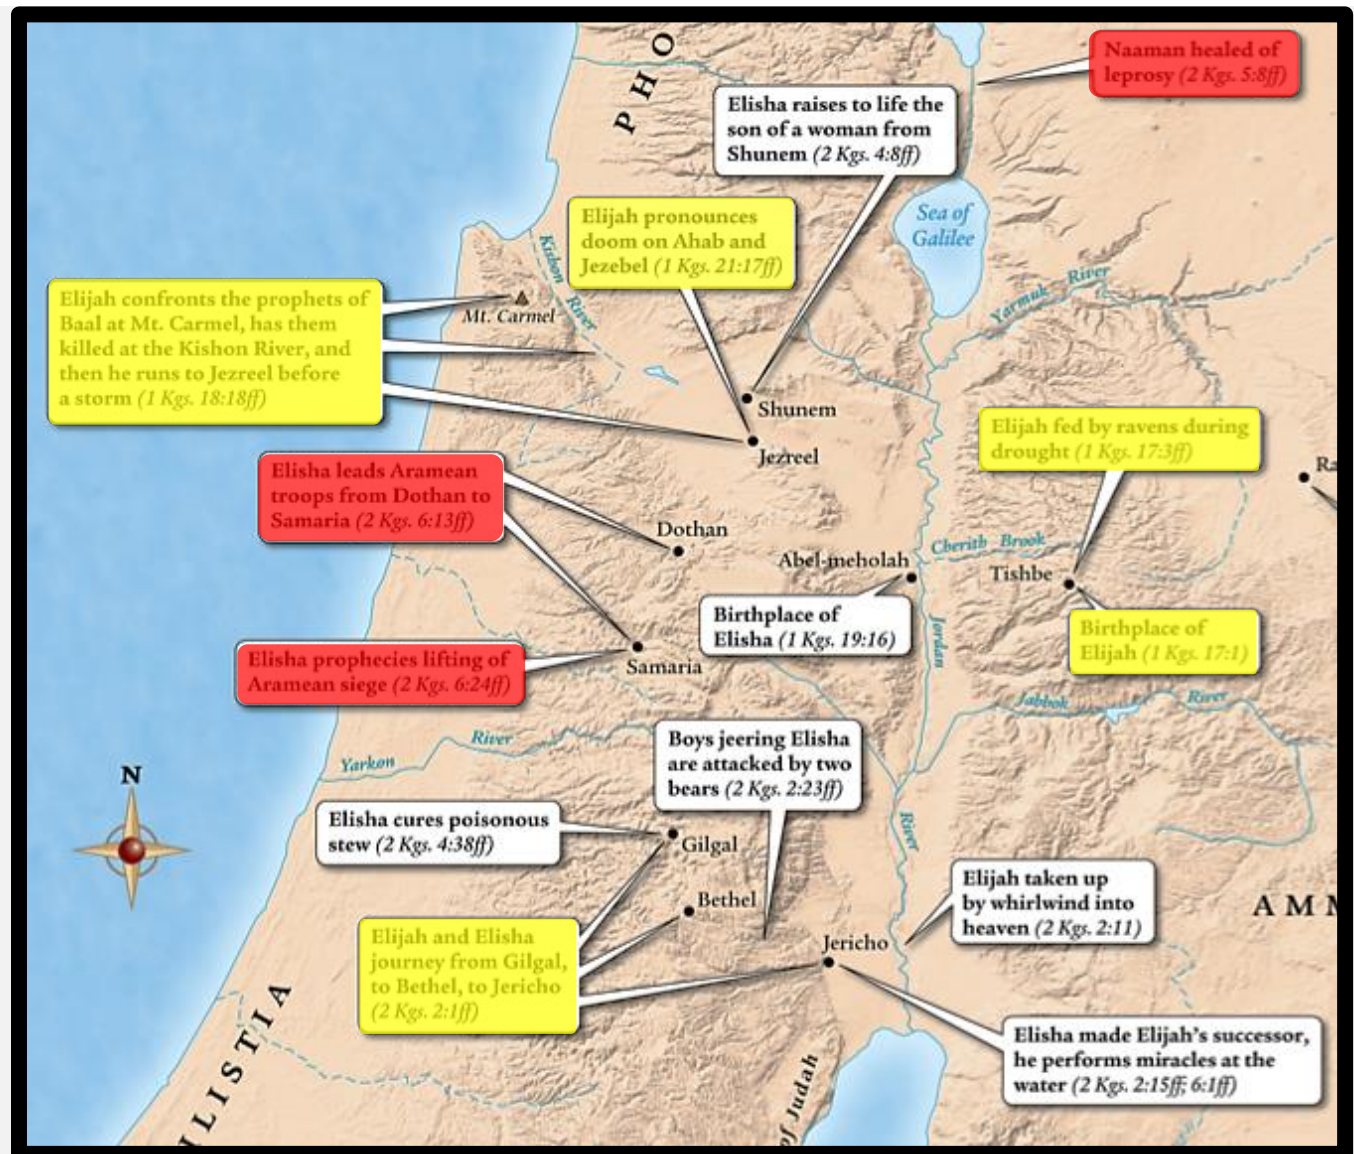 PHO
Naaman healed of
leprosy (2 Kgs. 5:8ff)
Elisha raises to life the
son of a woman from
Shunem (2 Kgs. 4:8ff)
Elijah pronounces
doom on Ahab and
Jezebel (1 Kgs. 21:17ff)
Sea of
Galilee
Kishon River
Yarmuk River
Elijah confronts the prophets of
Baal at Mt. Carmel, has them
killed at the Kishon River, and
then he runs to Jezreel before
a storm (1 Kgs. 18:18ff)
Mt. Carmel
Shunem
Jezreel
Elijah fed by ravens during
drought (1 Kgs. 17:3ff)
Ra
Elisha leads Aramean
troops from Dothan to
Samaria (2 Kgs. 6:13ff)
Dothan
Abel-meholah
Cherith Brook
Tishbe
Birthplace of
Elisha (1 Kgs. 19:16)
Birthplace of
Elijah (1 Kgs. 17:1)
Jordan
River
Elisha prophecies lifting of
Aramean siege (2 Kgs. 6:24ff)
Samaria
Jabbok River
Yarkon River
Boys jeering Elisha
are attacked by two
bears (2 Kgs. 2:23ff)
N
Elisha cures poisonous
stew (2 Kgs. 4:38ff)
Gilgal
Bethel
Elijah taken up
by whirlwind into
heaven (2 Kgs. 2:11)
AMM
Elijah and Elisha
journey from Gilgal,
to Bethel, to Jericho
(2 Kgs. 2:1ff)
Jericho
Elisha made Elijah's successor,
he performs miracles at the
water (2 Kgs. 2:15ff; 6:1ff)
ILISTIA
of Judah